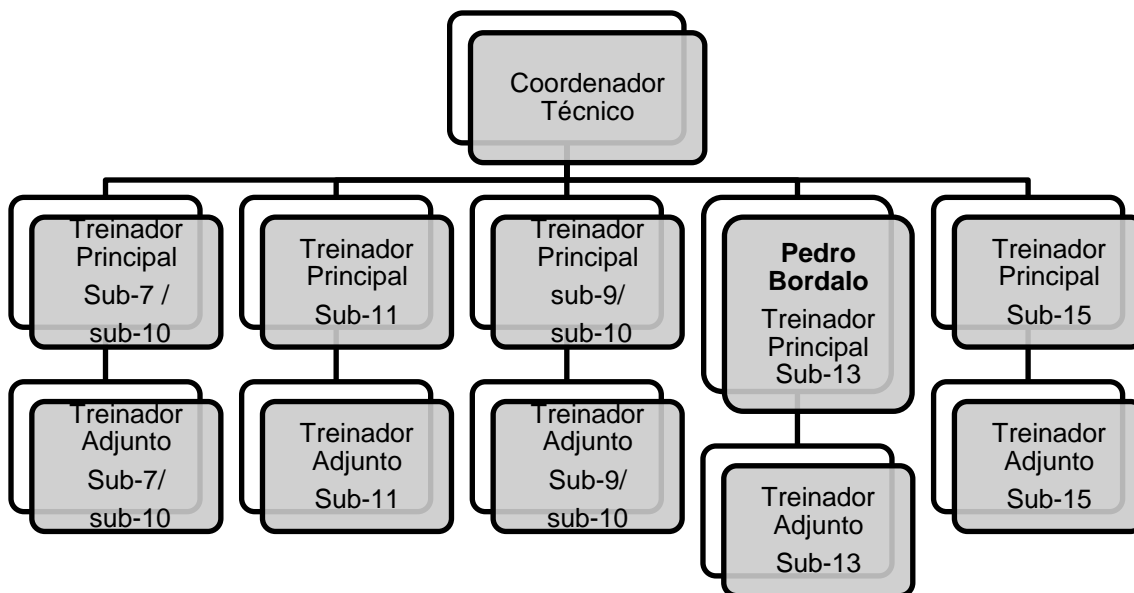 Coordenador
Técnico
Treinador
Principal
Sub-7 /
sub-10
Treinador
Principal
Sub-11
Treinador
Principal
sub-9/
sub-10
Pedro
Bordalo
Treinador
Principal
Sub-13
Treinador
Principal
Sub-15
Treinador
Adjunto
Sub-7/
sub-10
Treinador
Adjunto
Sub-11
Treinador
Adjunto
Sub-9/
sub-10
Treinador
Adjunto
Sub-13
Treinador
Adjunto
Sub-15